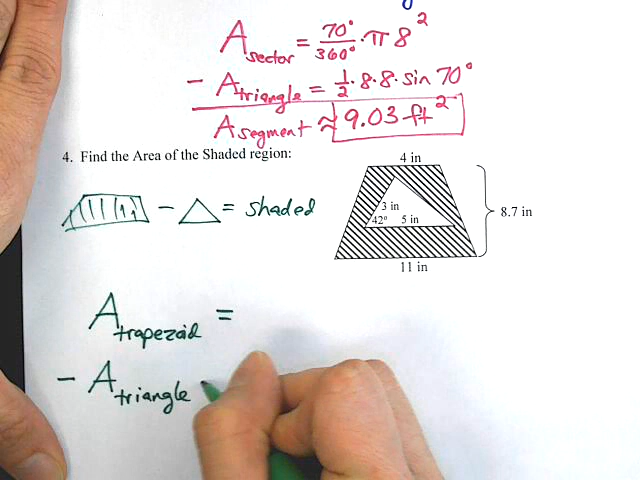 A sector = 70°/360° · π 8²
- A triangle = 1/2 · 8 · 8 · sin 70°
A segment ≈ 9.03 ft²
4. Find the Area of the Shaded region:
4 in
- = shaded
3 in
42° 5 in
8.7 in
11 in
A trapezoid =
- A triangle